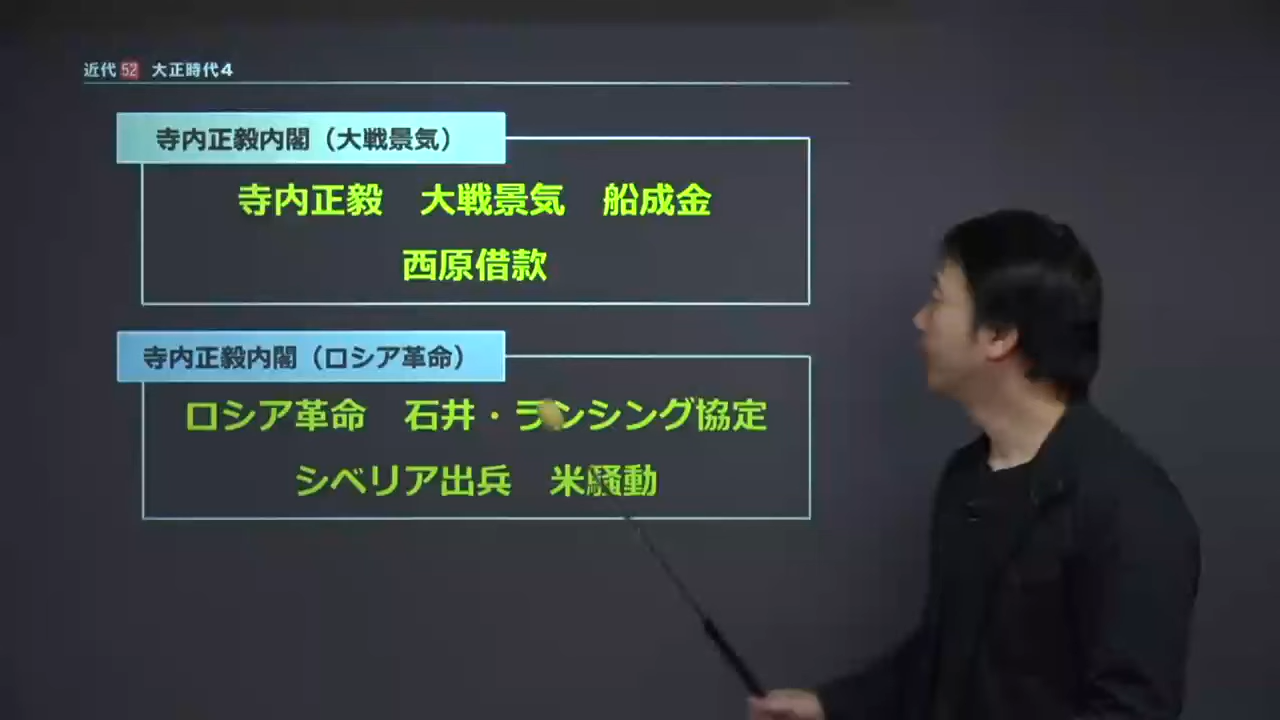 近代 52 大正時代4
寺内正毅内閣（大戦景気）
寺内正毅 大戦景気 船成金
西原借款
寺内正毅内閣（ロシア革命）
ロシア革命 石井・ランシング協定
シベリア出兵 米騒動